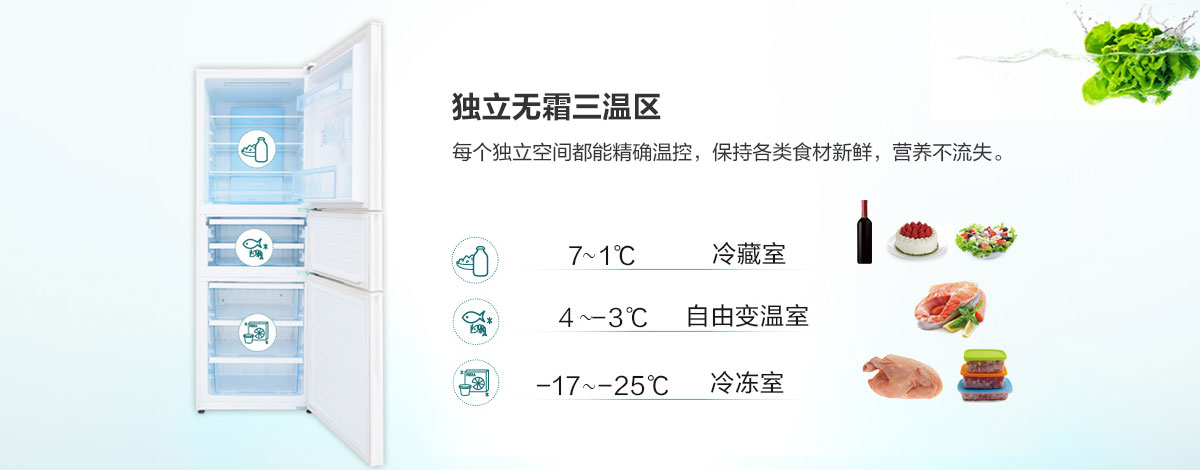 独立无霜三温区
每个独立空间都能精确温控，保持各类食材新鲜，营养不流失。
7~1℃ 冷藏室
4~-3℃ 自由变温室
-17~-25℃ 冷冻室